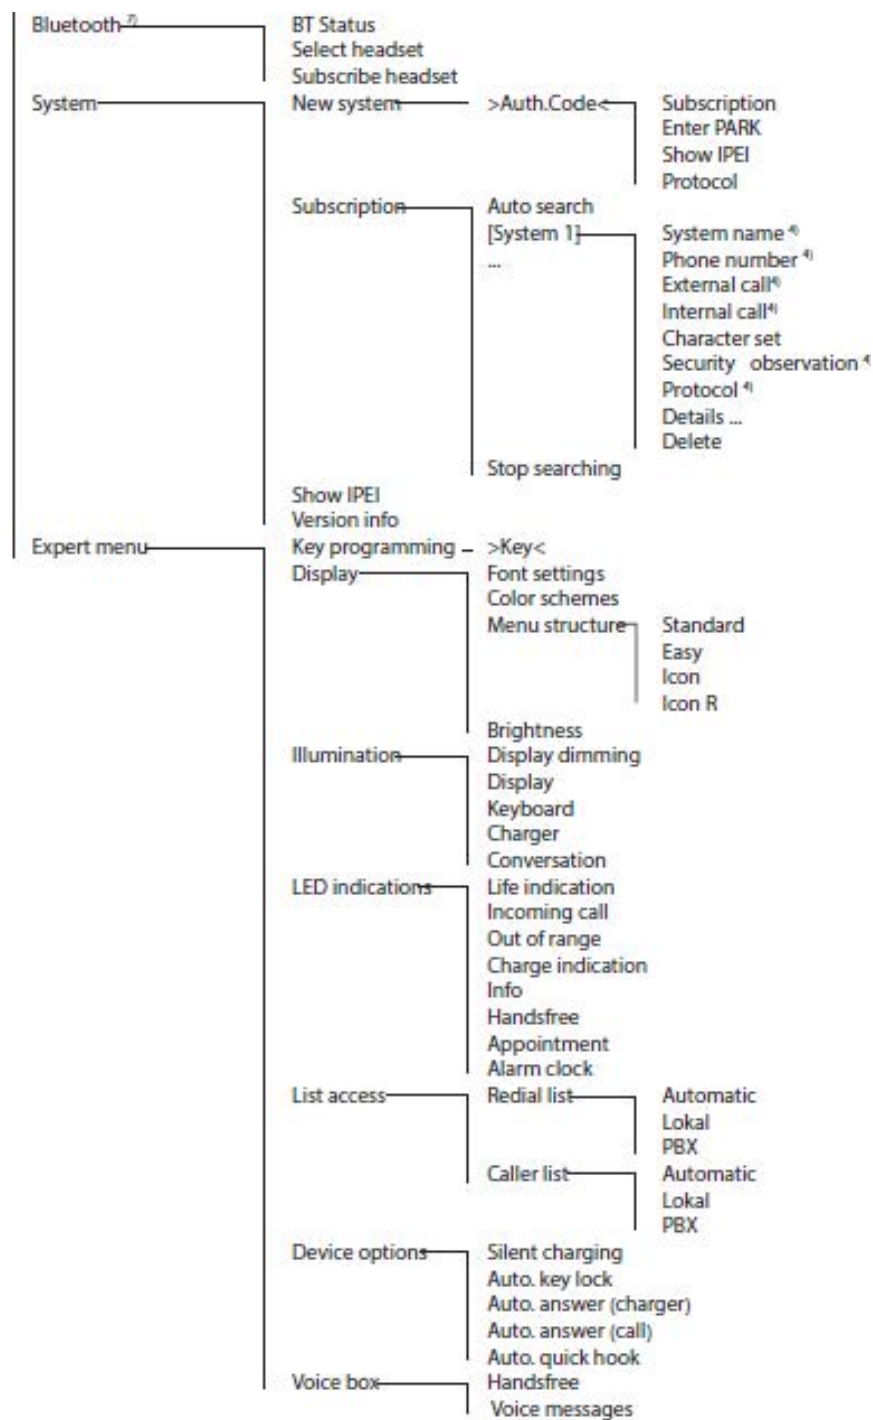 Bluetooth 7) BT Status
Select headset
Subscribe headset
System New system >Auth.Code< Subscription
Enter PARK
Show IPEI
Protocol
Subscription Auto search
[System 1] System name 4)
... Phone number 4)
External call4)
Internal call4)
Character set
Security observation 4)
Protocol 4)
Details ...
Delete
Stop searching
Show IPEI
Version info
Expert menu Key programming – >Key<
Display Font settings
Color schemes
Menu structure Standard
Easy
Icon
Icon R
Brightness
Illumination Display dimming
Display
Keyboard
Charger
Conversation
LED indications Life indication
Incoming call
Out of range
Charge indication
Info
Handsfree
Appointment
Alarm clock
List access Redial list Automatic
Lokal
PBX
Caller list Automatic
Lokal
PBX
Device options Silent charging
Auto. key lock
Auto. answer (charger)
Auto. answer (call)
Auto. quick hook
Voice box Handsfree
Voice messages